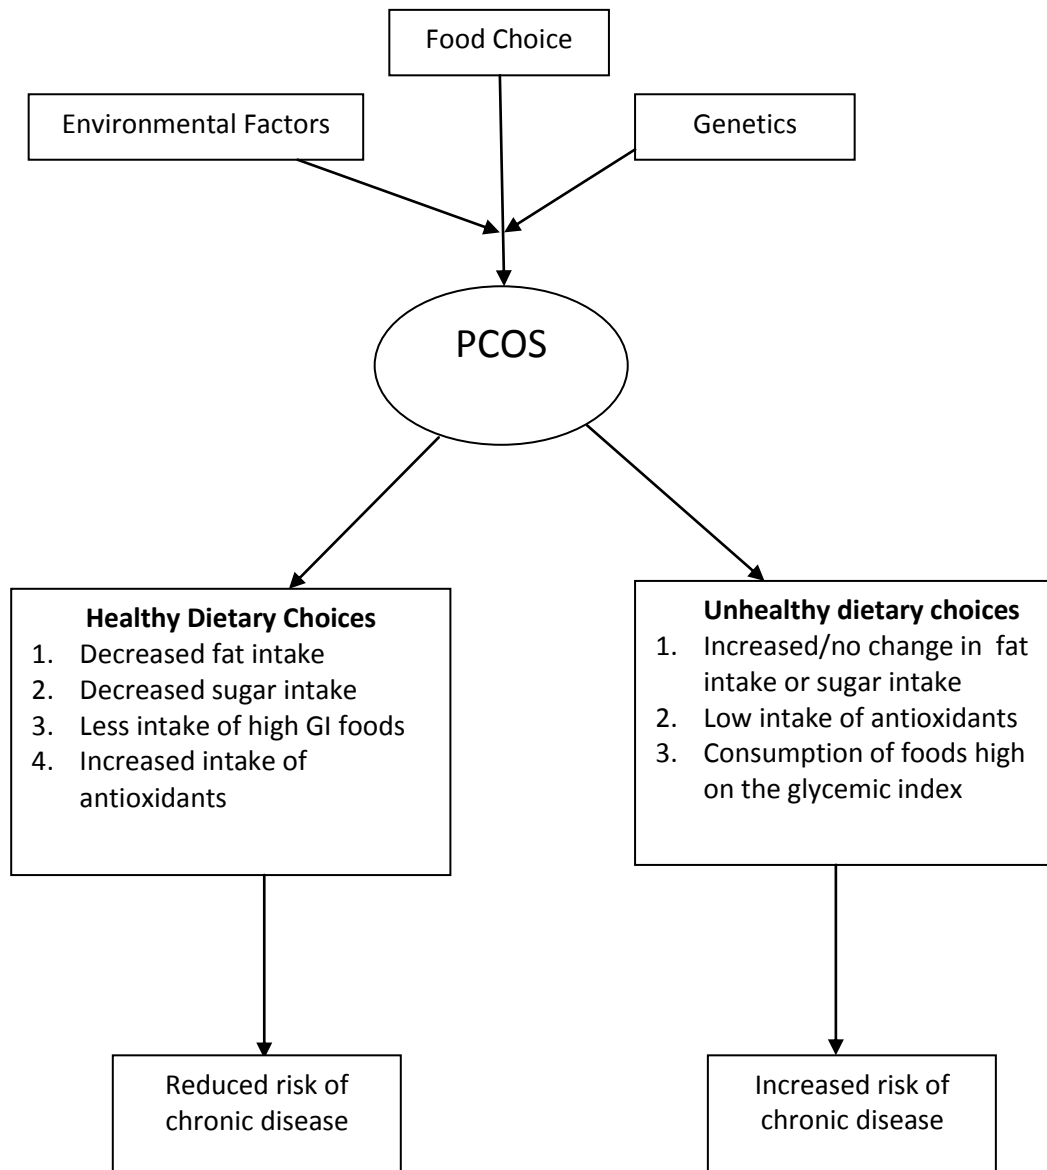 Food Choice
Environmental Factors
Genetics
PCOS
Healthy Dietary Choices
1. Decreased fat intake
2. Decreased sugar intake
3. Less intake of high GI foods
4. Increased intake of
antioxidants
Unhealthy dietary choices
1. Increased/no change in  fat
intake or sugar intake
2. Low intake of antioxidants
3. Consumption of foods high
on the glycemic index
Reduced risk of
chronic disease
Increased risk of
chronic disease